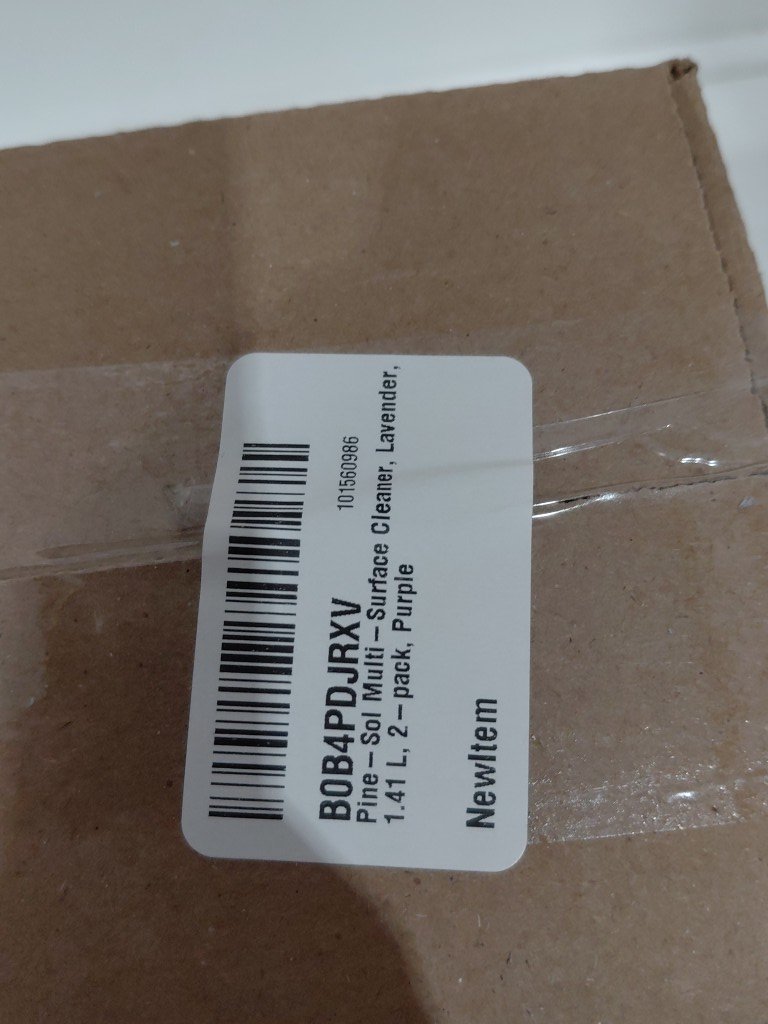 B0B4PDJRXV
101560986
Pine-Sol Multi-Surface Cleaner, Lavender,
1.41 L, 2-pack, Purple
NewItem